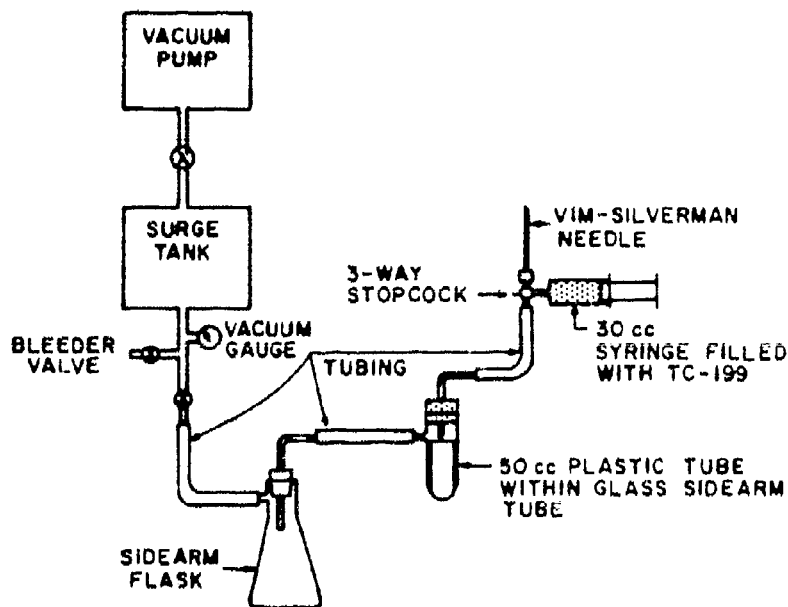 VACUUM
PUMP
SURGE
TANK
VIM-SILVERMAN
NEEDLE
3-WAY
STOPCOCK
30 cc
SYRINGE FILLED
WITH TC-199
BLEEDER
VALVE
VACUUM
GAUGE
TUBING
50 cc PLASTIC TUBE
WITHIN GLASS SIDEARM
TUBE
SIDEARM
FLASK